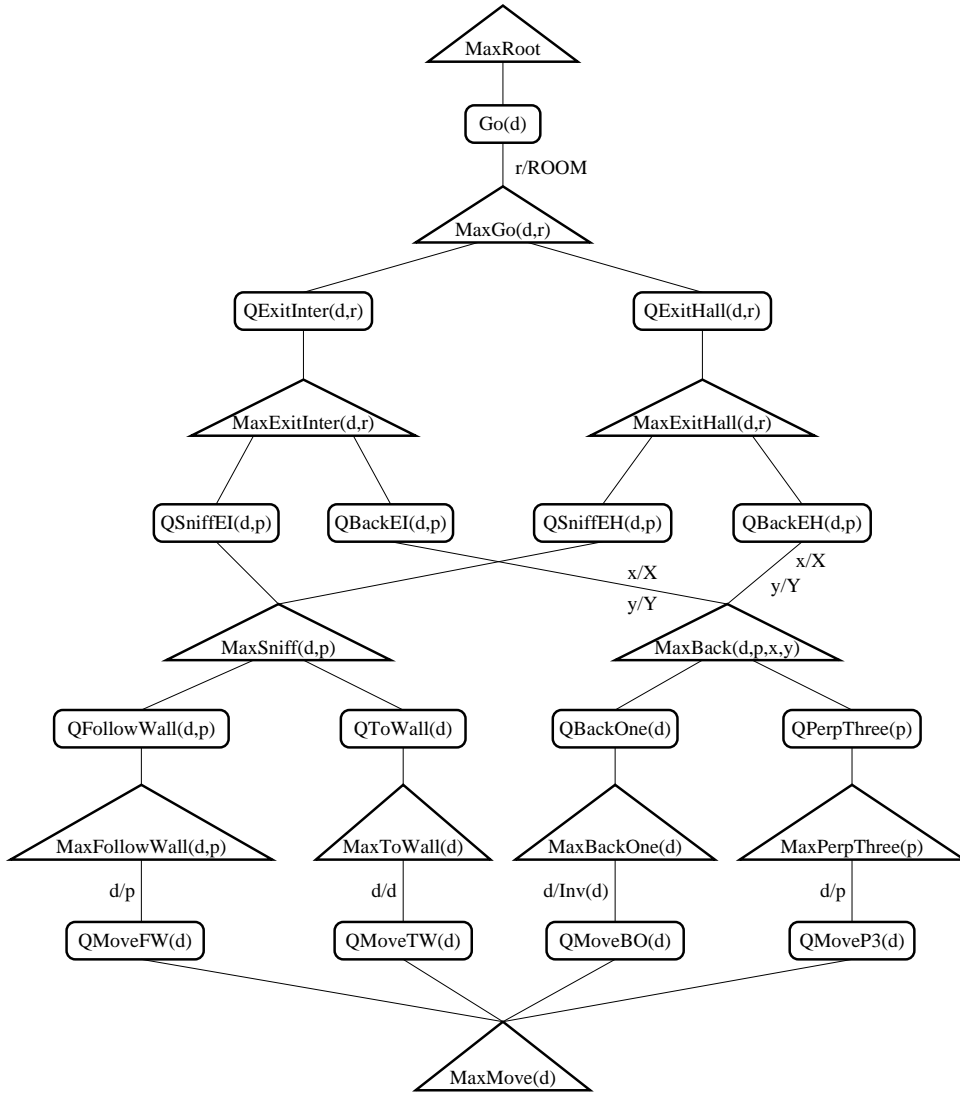 MaxRoot
Go(d)
r/ROOM
MaxGo(d,r)
QExitInter(d,r)
QExitHall(d,r)
MaxExitInter(d,r)
MaxExitHall(d,r)
QSniffEI(d,p)
QBackEI(d,p)
QSniffEH(d,p)
QBackEH(d,p)
x/X
y/Y
x/X
y/Y
MaxSniff(d,p)
MaxBack(d,p,x,y)
QFollowWall(d,p)
QToWall(d)
QBackOne(d)
QPerpThree(p)
MaxFollowWall(d,p)
MaxToWall(d)
MaxBackOne(d)
MaxPerpThree(p)
d/p
d/d
d/Inv(d)
d/p
QMoveFW(d)
QMoveTW(d)
QMoveBO(d)
QMoveP3(d)
MaxMove(d)